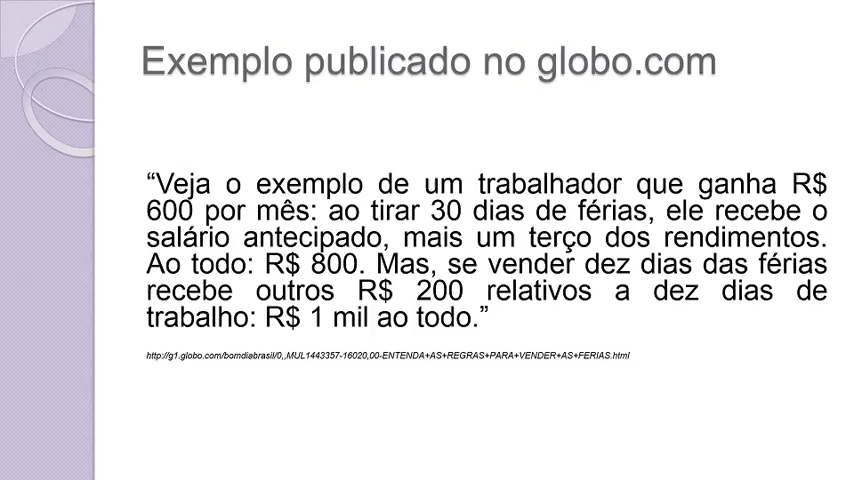 Exemplo publicado no globo.com
“Veja o exemplo de um trabalhador que ganha R$
600 por mês: ao tirar 30 dias de férias, ele recebe o
salário antecipado, mais um terço dos rendimentos.
Ao todo: R$ 800. Mas, se vender dez dias das férias
recebe outros R$ 200 relativos a dez dias de
trabalho: R$ 1 mil ao todo.”
http://g1.globo.com/bomdiabrasil/0,,MUL1443357-16020,00-ENTENDA+AS+REGRAS+PARA+VENDER+AS+FERIAS.html